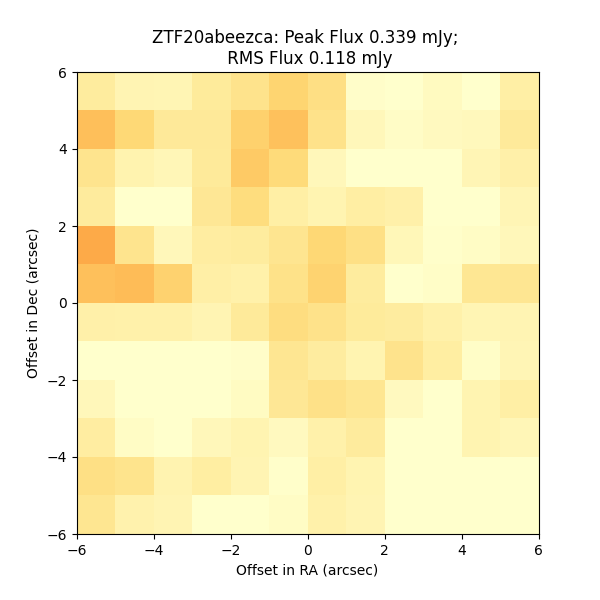 ZTF20abeezca: Peak Flux 0.339 mJy;
RMS Flux 0.118 mJy
6
4
2
0
−2
−4
−6
Offset in Dec (arcsec)
−6 −4 −2 0 2 4 6
Offset in RA (arcsec)